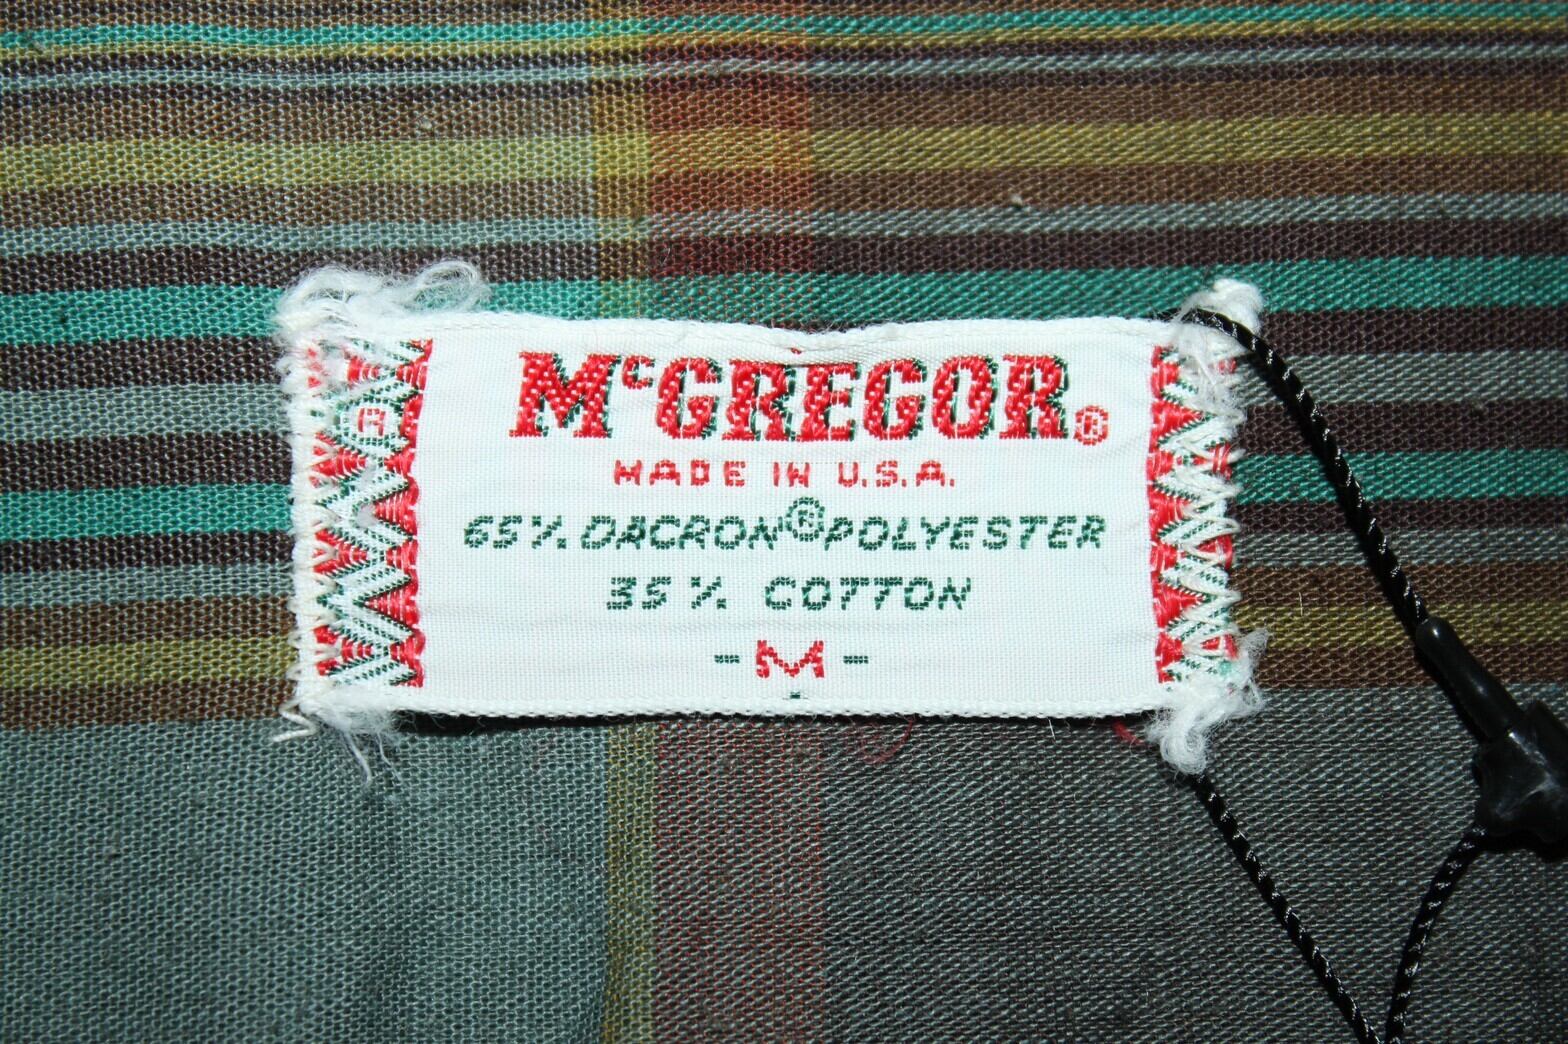 McGREGOR®
MADE IN U.S.A.
65% DACRON® POLYESTER
35% COTTON
- M -